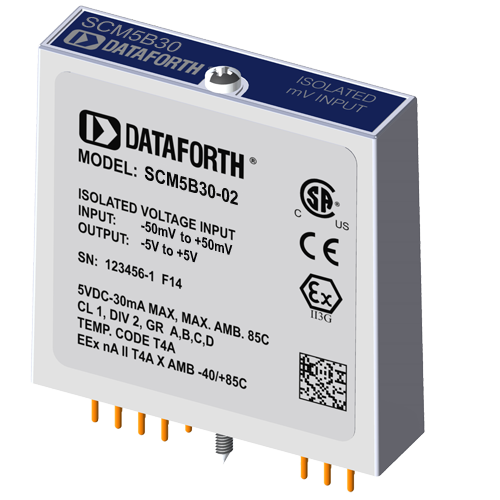 SCM5B30
DATAFORTH
ISOLATED
mV INPUT
DATAFORTH®
MODEL: SCM5B30-02
ISOLATED VOLTAGE INPUT
INPUT: -50mV to +50mV
OUTPUT: -5V to +5V
SN: 123456-1 F14
5VDC-30mA MAX, MAX. AMB. 85C
CL 1, DIV 2, GR A,B,C,D
TEMP. CODE T4A
EEx nA II T4A X AMB -40/+85C
C SA US
CE
Ex
II3G